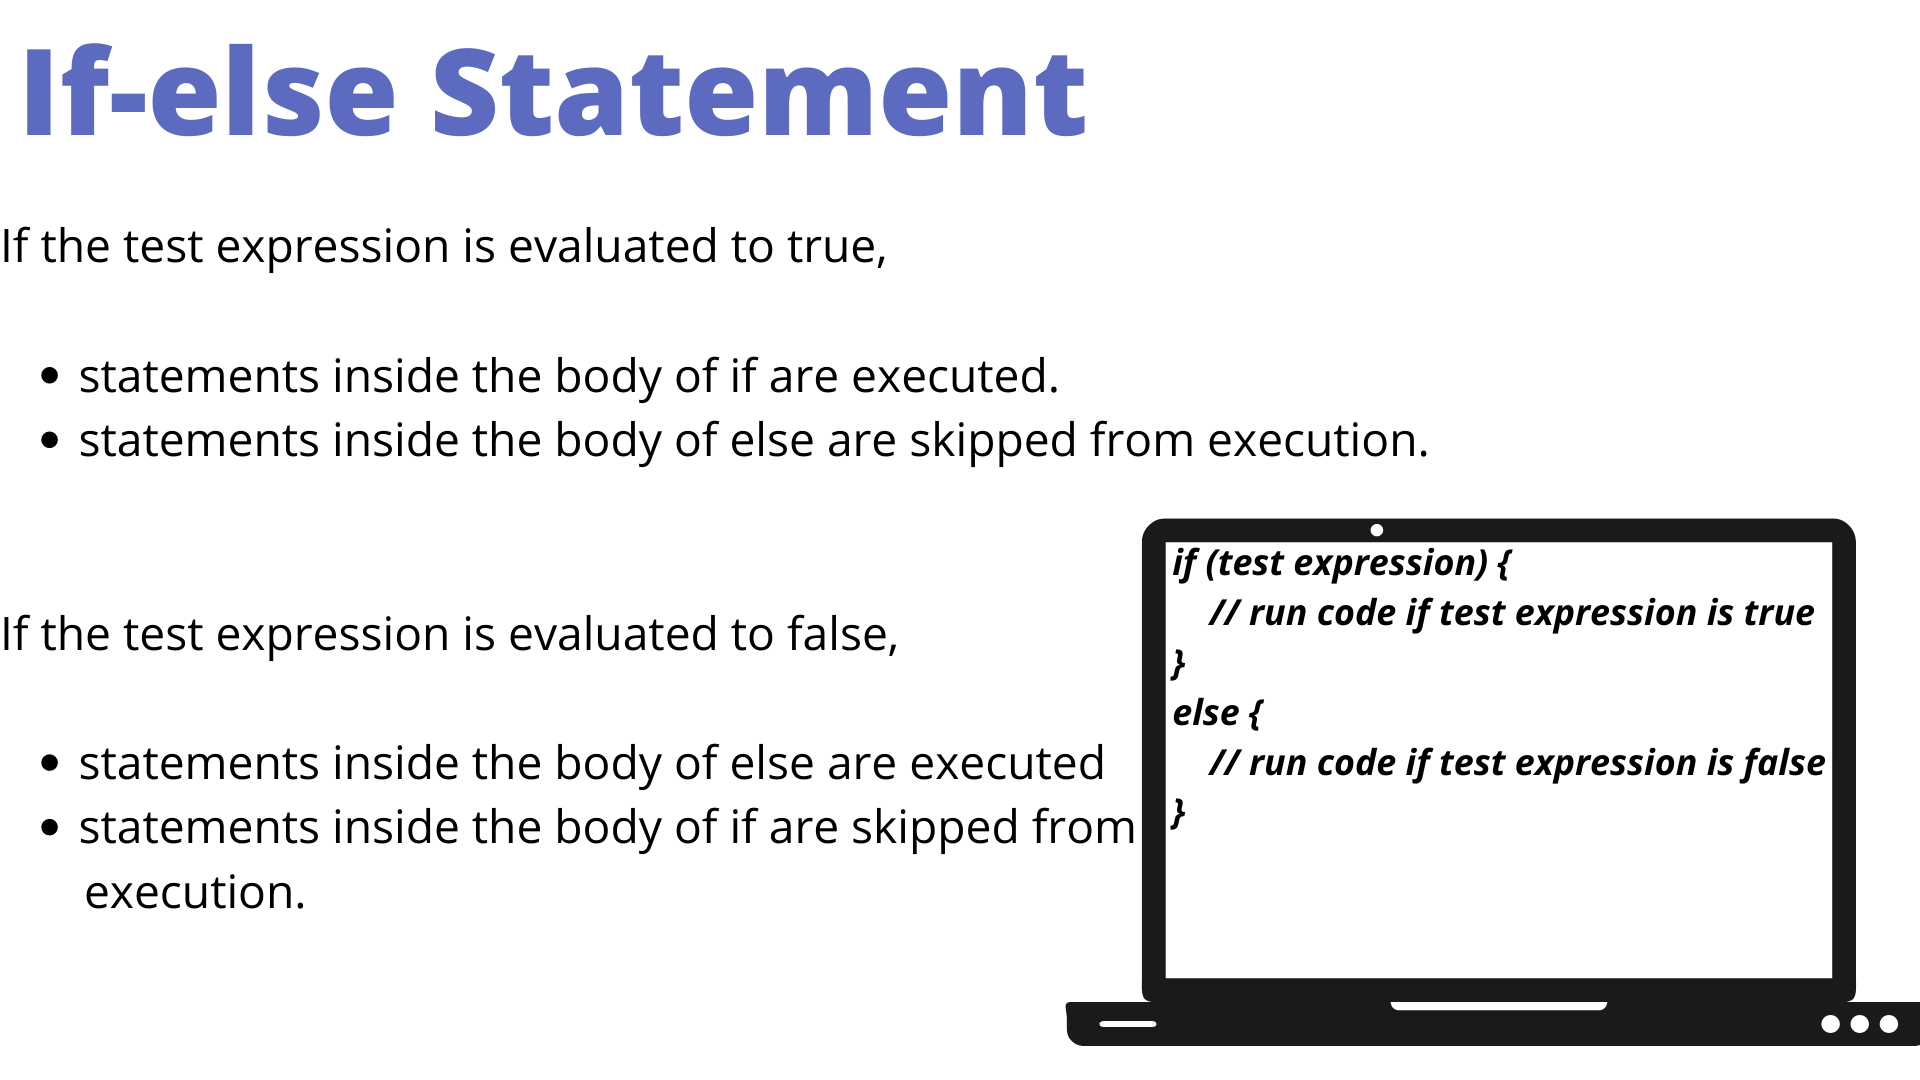 If-else Statement
If the test expression is evaluated to true,
• statements inside the body of if are executed.
• statements inside the body of else are skipped from execution.
If the test expression is evaluated to false,
• statements inside the body of else are executed
• statements inside the body of if are skipped from
execution.
if (test expression) {
// run code if test expression is true
}
else {
// run code if test expression is false
}